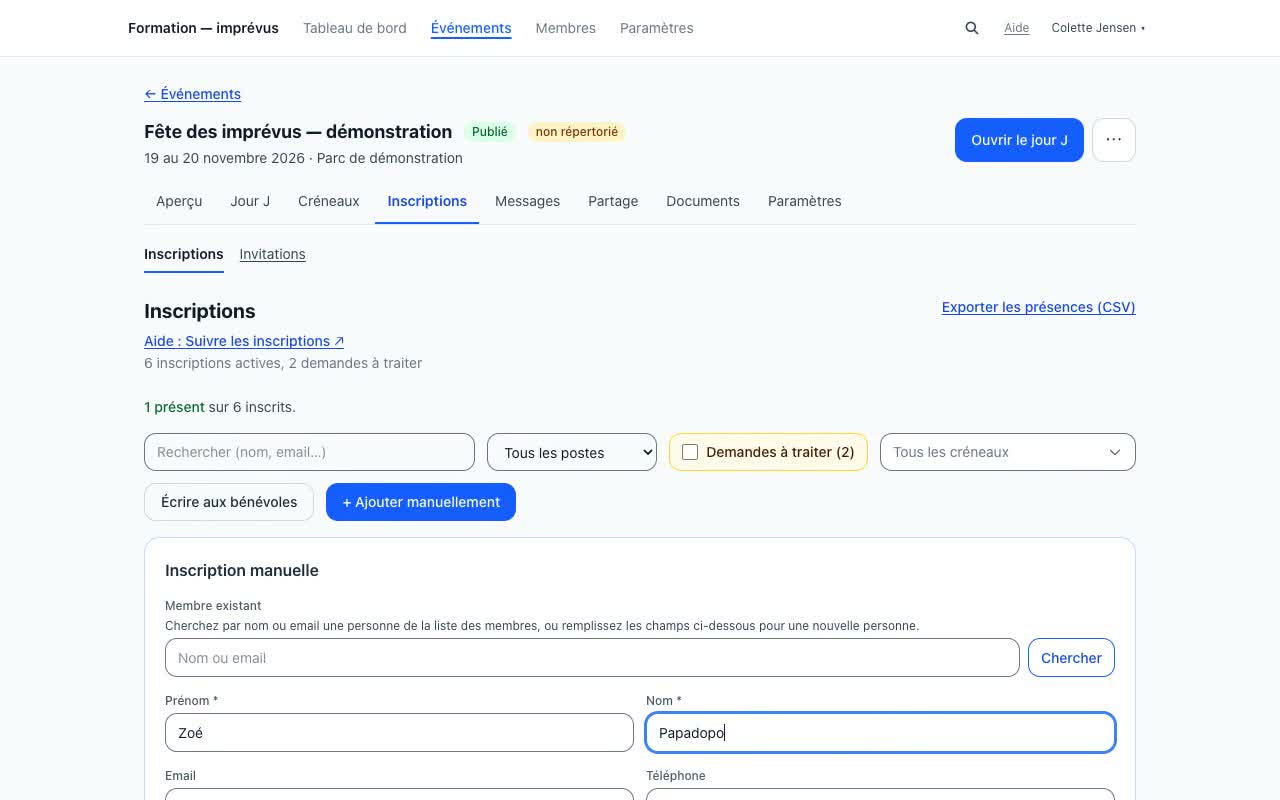 Formation — imprévus Tableau de bord Événements Membres Paramètres Aide Colette Jensen
← Événements
Fête des imprévus — démonstration Publié non répertorié
19 au 20 novembre 2026 · Parc de démonstration
Ouvrir le jour J ···
Aperçu Jour J Créneaux Inscriptions Messages Partage Documents Paramètres
Inscriptions Invitations
Inscriptions Exporter les présences (CSV)
Aide : Suivre les inscriptions ↗
6 inscriptions actives, 2 demandes à traiter
1 présent sur 6 inscrits.
Rechercher (nom, email...) Tous les postes Demandes à traiter (2) Tous les créneaux
Écrire aux bénévoles + Ajouter manuellement
Inscription manuelle
Membre existant
Cherchez par nom ou email une personne de la liste des membres, ou remplissez les champs ci-dessous pour une nouvelle personne.
Nom ou email Chercher
Prénom * Nom *
Zoé Papadopo
Email Téléphone